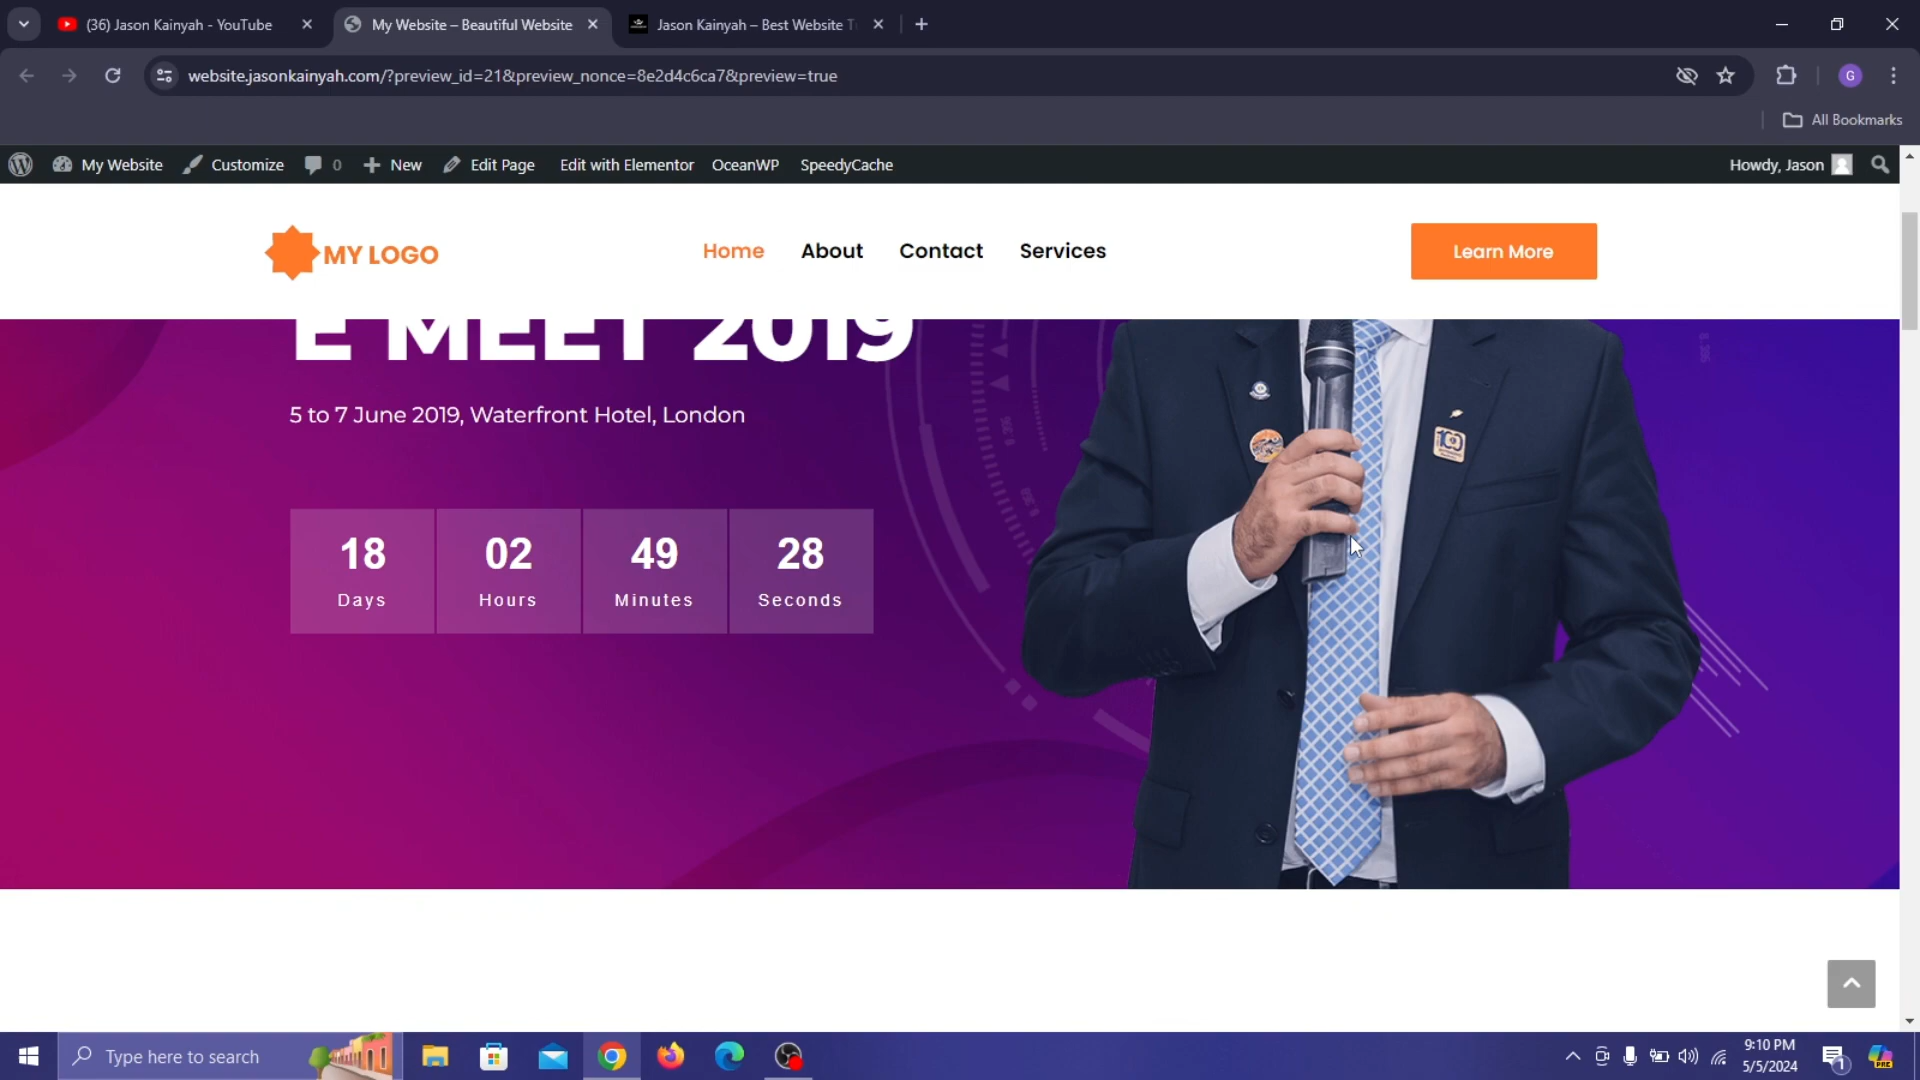 (36) Jason Kainyah - YouTube
My Website – Beautiful Website
Jason Kainyah – Best Website T
website.jasonkainyah.com/?preview_id=21&preview_nonce=8e2d4c6ca7&preview=true
G
All Bookmarks
My Website
Customize
0
New
Edit Page
Edit with Elementor
OceanWP
SpeedyCache
Howdy, Jason
MY LOGO
Home
About
Contact
Services
Learn More
E MEET 2019
5 to 7 June 2019, Waterfront Hotel, London
18
02
49
28
Days
Hours
Minutes
Seconds
100
Type here to search
9:10 PM
5/5/2024
1
PRE